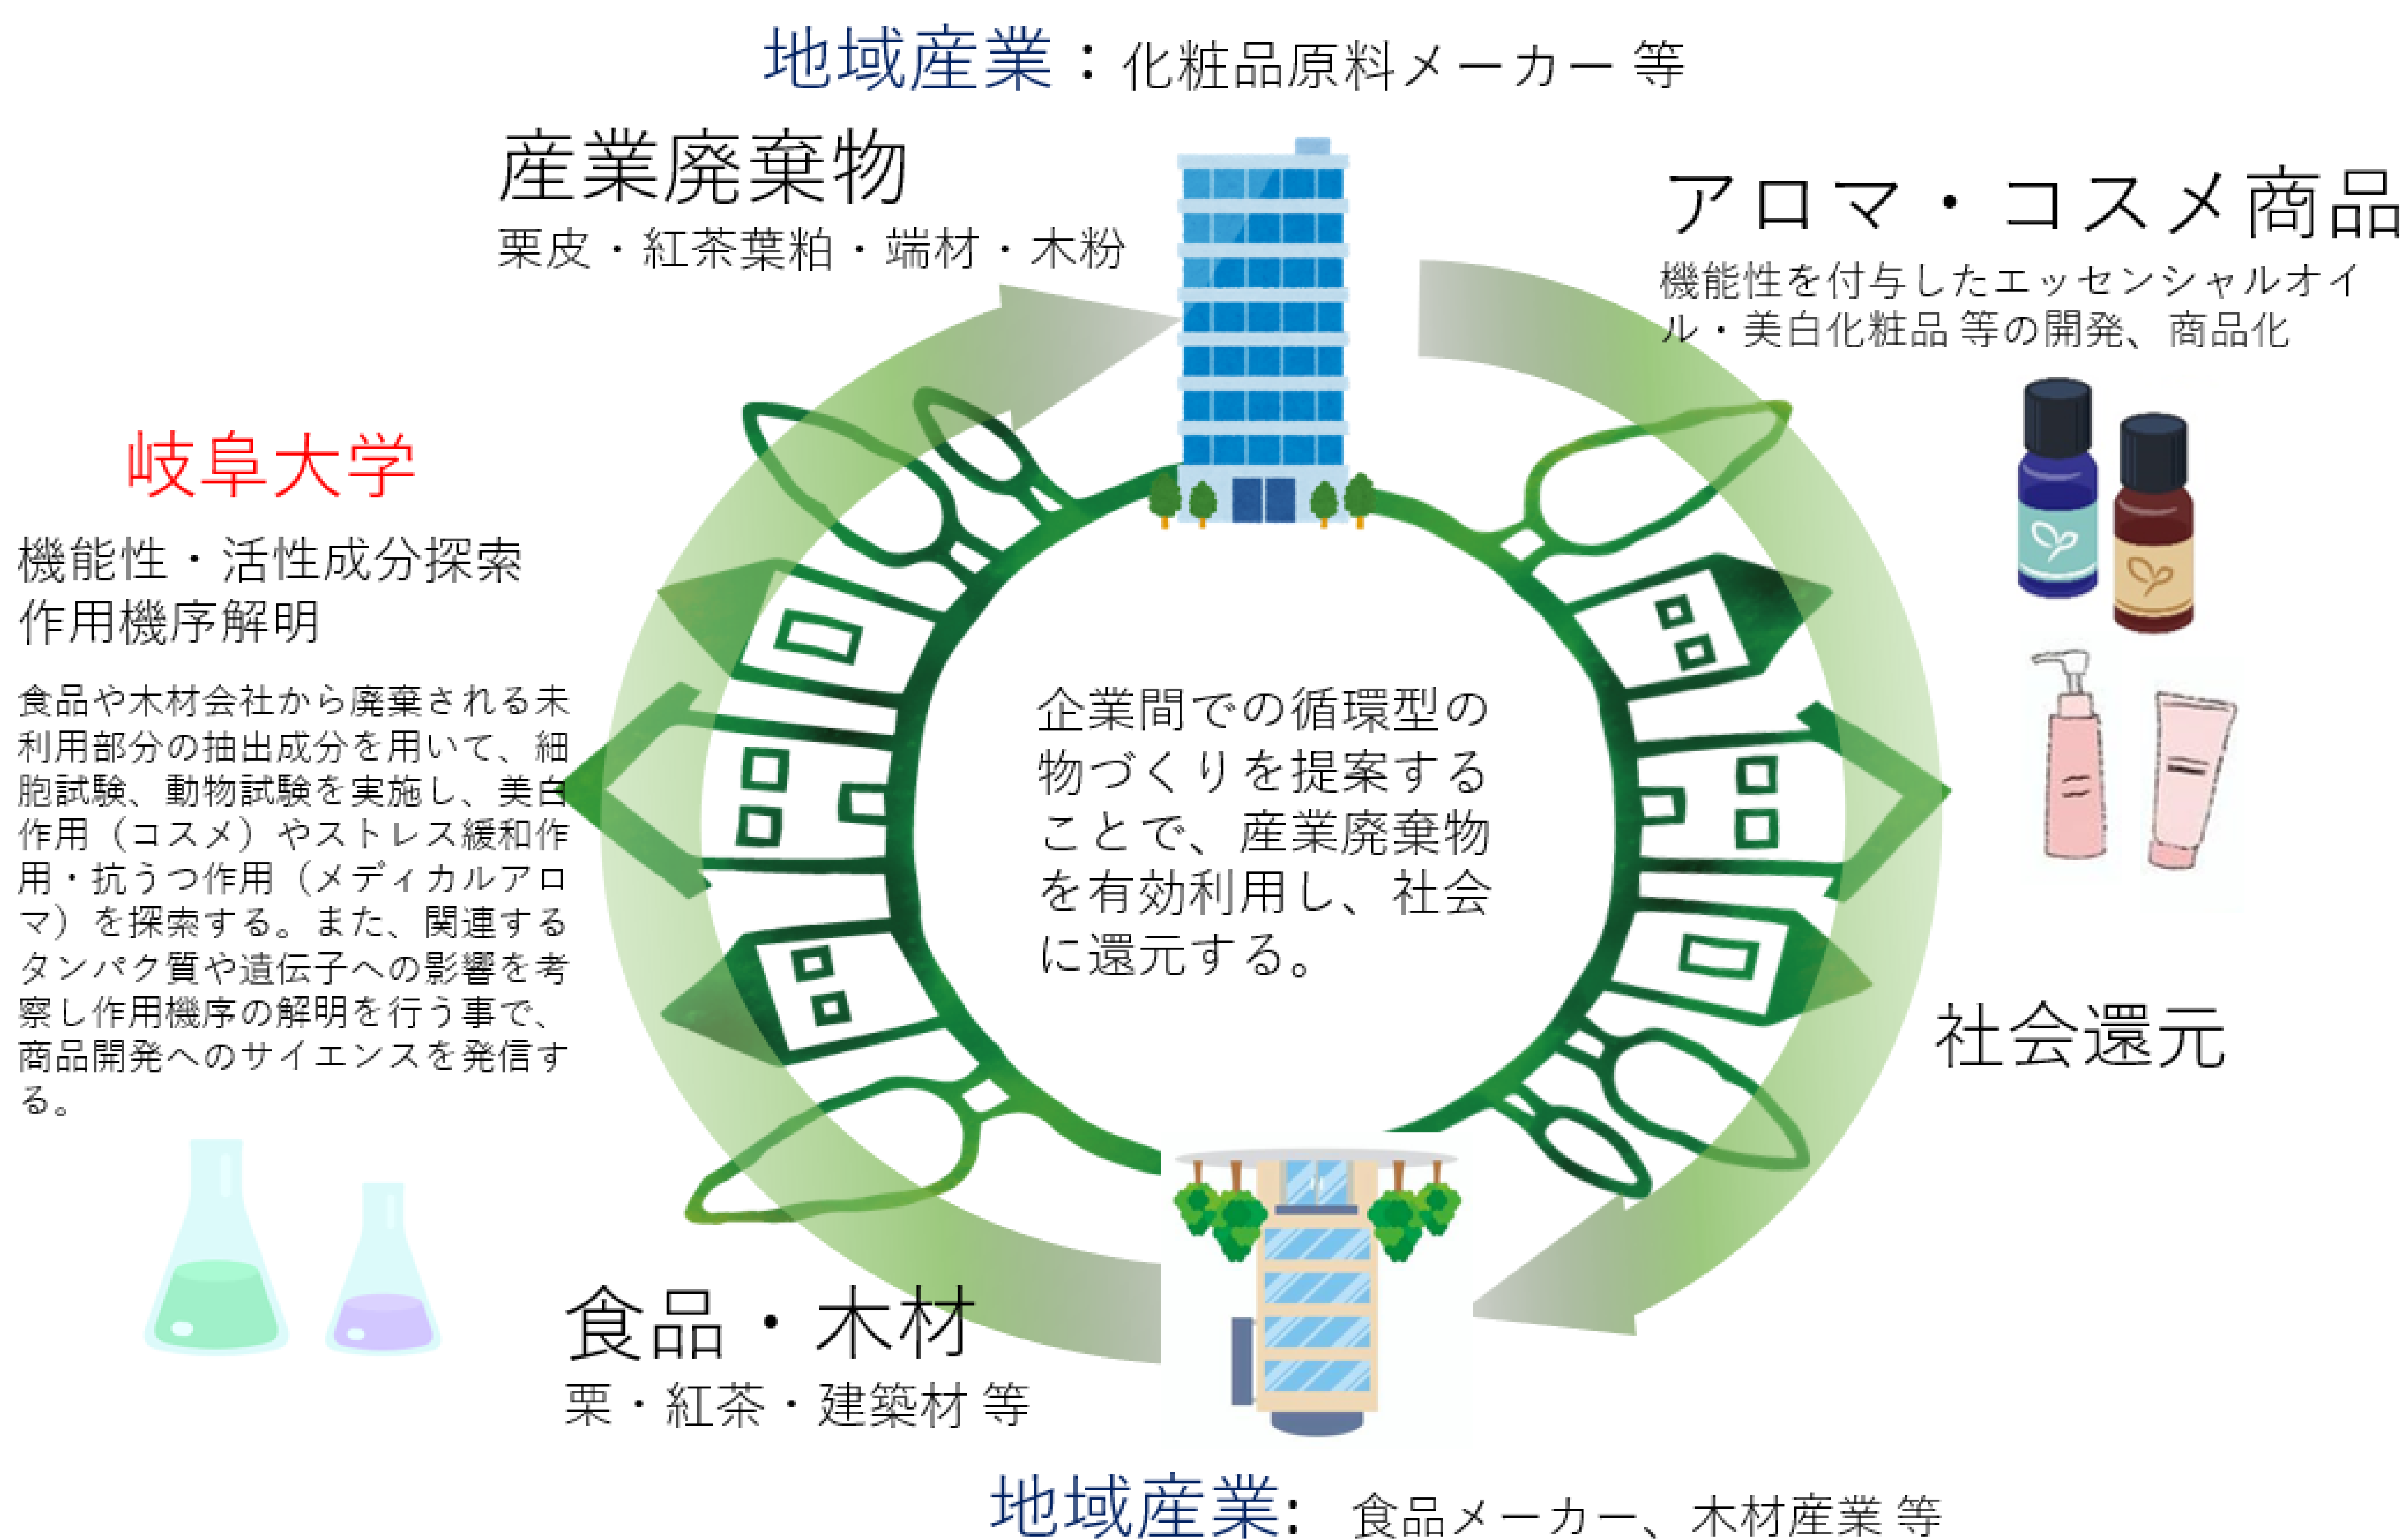 地域産業：化粧品原料メーカー 等
産業廃棄物
栗皮・紅茶葉粕・端材・木粉
アロマ・コスメ商品
機能性を付与したエッセンシャルオイ
ル・美白化粧品 等の開発、商品化
岐阜大学
機能性・活性成分探索
作用機序解明
食品や木材会社から廃棄される未
利用部分の抽出成分を用いて、細
胞試験、動物試験を実施し、美白
作用（コスメ）やストレス緩和作
用・抗うつ作用（メディカルアロ
マ）を探索する。また、関連する
タンパク質や遺伝子への影響を考
察し作用機序の解明を行う事で、
商品開発へのサイエンスを発信す
る。
企業間での循環型の
物づくりを提案する
ことで、産業廃棄物
を有効利用し、社会
に還元する。
社会還元
食品・木材
栗・紅茶・建築材 等
地域産業: 食品メーカー、木材産業 等